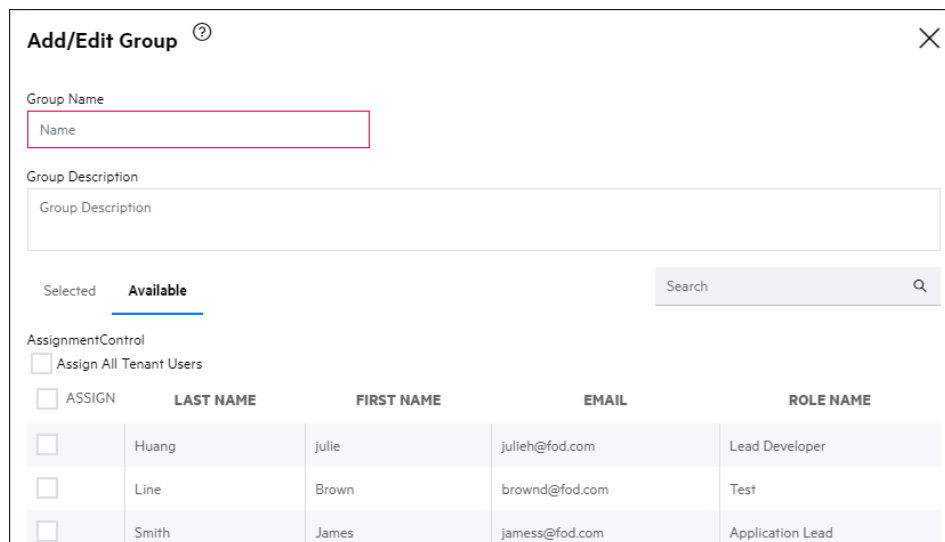 Add/Edit Group ?
Group Name
Name
Group Description
Group Description
Selected Available Search
AssignmentControl
Assign All Tenant Users
ASSIGN LAST NAME FIRST NAME EMAIL ROLE NAME
Huang julie julieh@fod.com Lead Developer
Line Brown brownd@fod.com Test
Smith James jamess@fod.com Application Lead